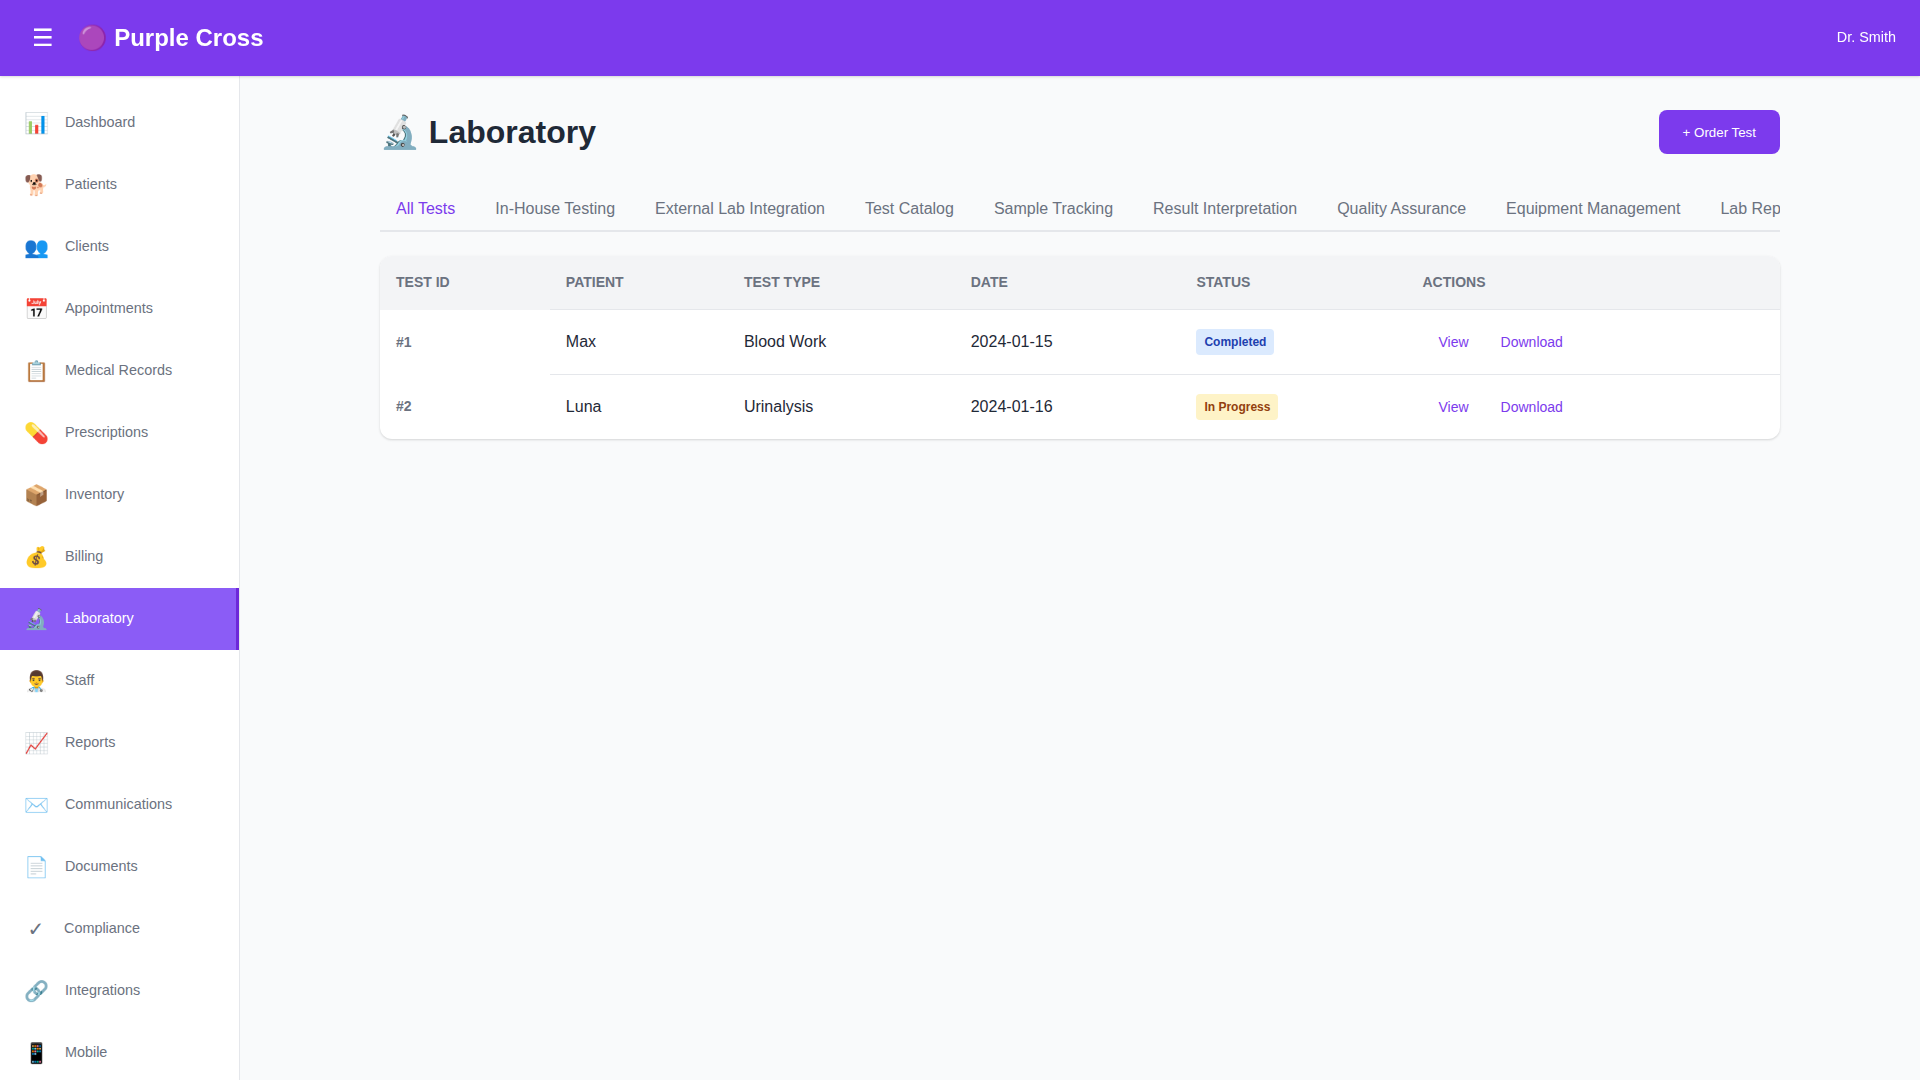 ☰ Purple Cross
Dr. Smith
Dashboard
Patients
Clients
Appointments
Medical Records
Prescriptions
Inventory
Billing
Laboratory
Staff
Reports
Communications
Documents
✓ Compliance
Integrations
Mobile
Laboratory
+ Order Test
All Tests In-House Testing External Lab Integration Test Catalog Sample Tracking Result Interpretation Quality Assurance Equipment Management Lab Rep
TEST ID PATIENT TEST TYPE DATE STATUS ACTIONS
#1 Max Blood Work 2024-01-15 Completed View Download
#2 Luna Urinalysis 2024-01-16 In Progress View Download